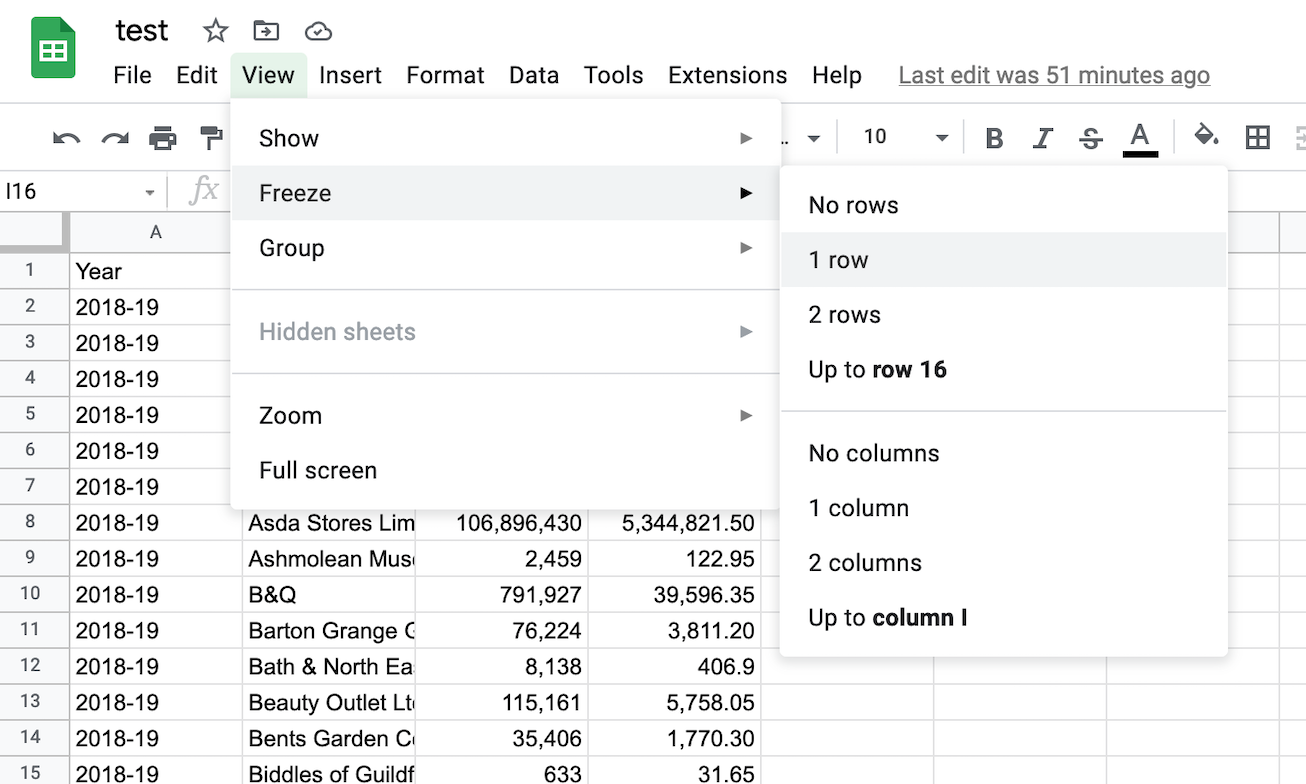 test
File Edit View Insert Format Data Tools Extensions Help Last edit was 51 minutes ago
.. 10 B I S A
I16 fx
A
Show
Freeze
Group
Hidden sheets
Zoom
Full screen
No rows
1 row
2 rows
Up to row 16
No columns
1 column
2 columns
Up to column I
1 Year
2 2018-19
3 2018-19
4 2018-19
5 2018-19
6 2018-19
7 2018-19
8 2018-19 Asda Stores Lim 106,896,430 5,344,821.50
9 2018-19 Ashmolean Mus 2,459 122.95
10 2018-19 B&Q 791,927 39,596.35
11 2018-19 Barton Grange 76,224 3,811.20
12 2018-19 Bath & North Ea 8,138 406.9
13 2018-19 Beauty Outlet Lt 115,161 5,758.05
14 2018-19 Bents Garden C 35,406 1,770.30
15 2018-19 Biddles of Guildf 633 31.65